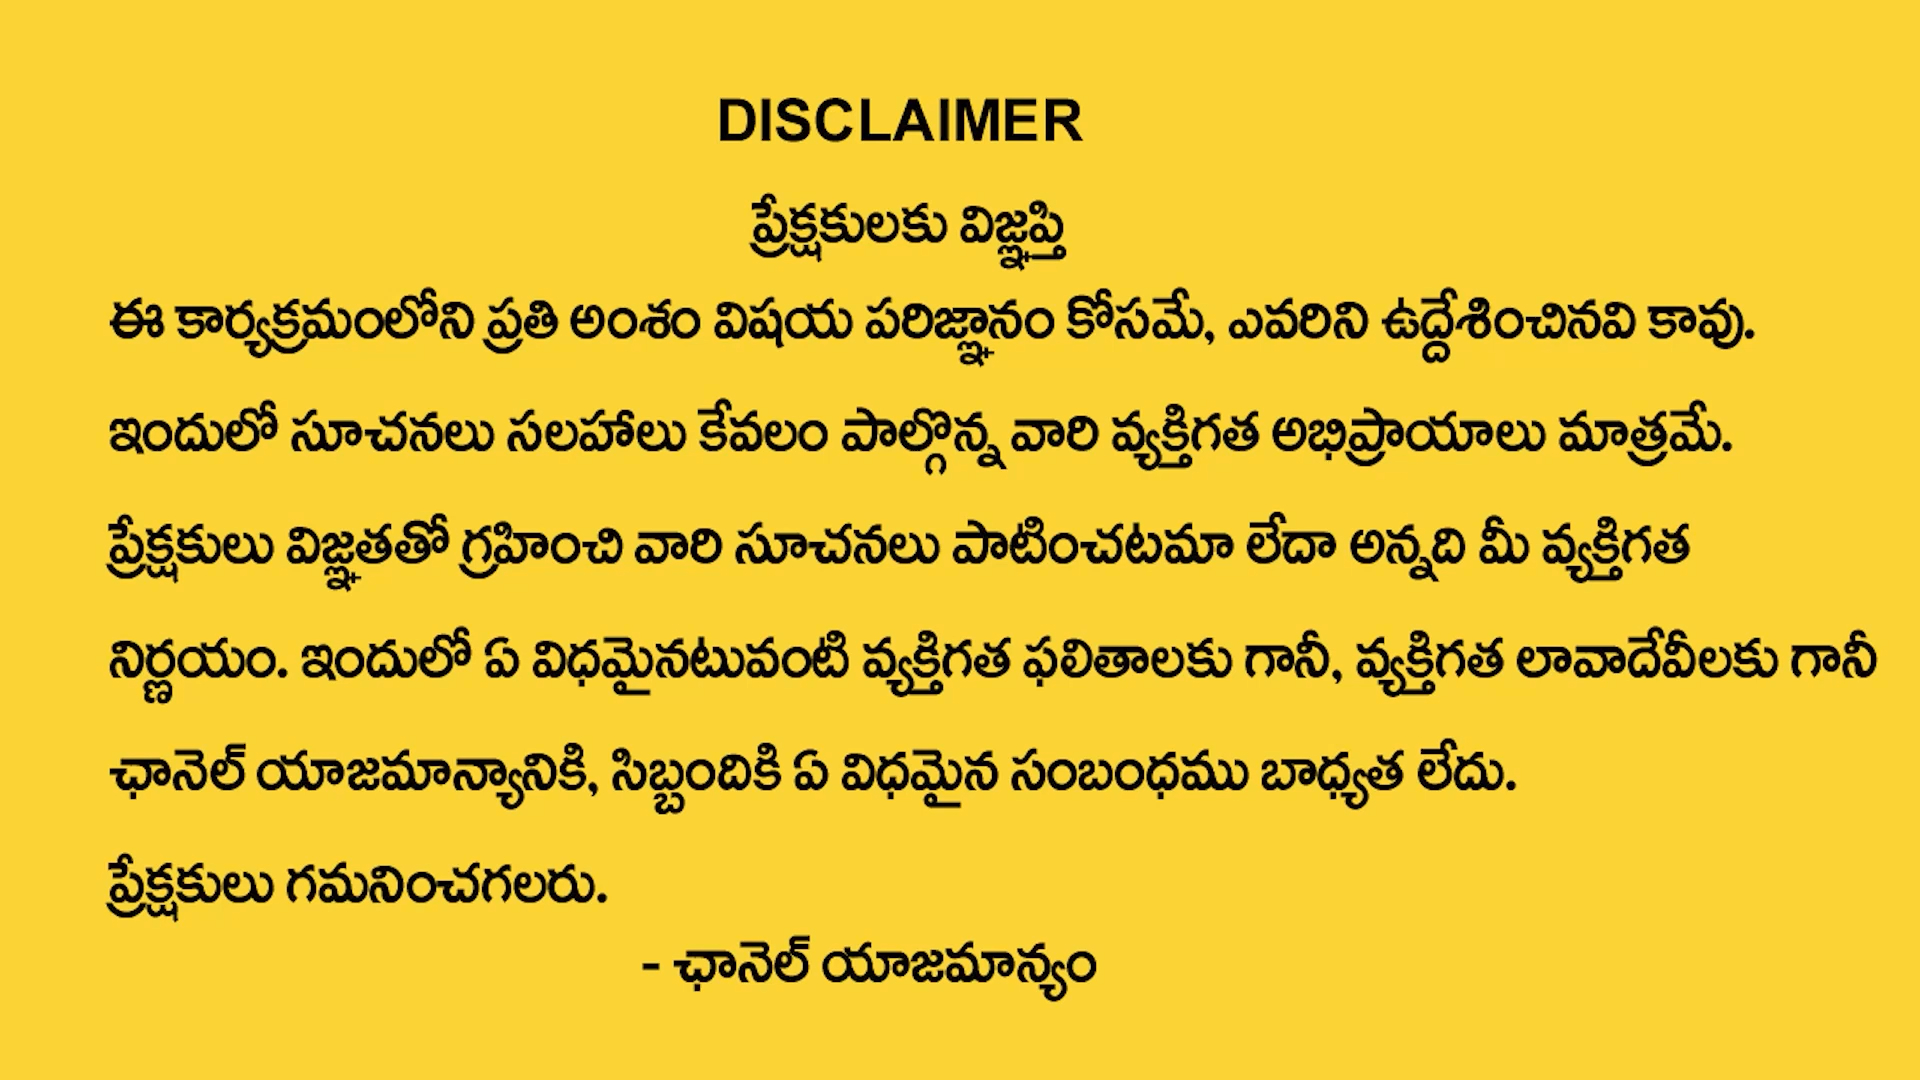 DISCLAIMER
ప్రేక్షకులకు విజ్ఞప్తి
ఈ కార్యక్రమంలోని ప్రతి అంశం విషయ పరిజ్ఞానం కోసమే, ఎవరిని ఉద్దేశించినవి కావు.
ఇందులో సూచనలు సలహాలు కేవలం పాల్గొన్న వారి వ్యక్తిగత అభిప్రాయాలు మాత్రమే.
ప్రేక్షకులు విజ్ఞతతో గ్రహించి వారి సూచనలు పాటించటమా లేదా అన్నది మీ వ్యక్తిగత
నిర్ణయం. ఇందులో ఏ విధమైనటువంటి వ్యక్తిగత ఫలితాలకు గానీ, వ్యక్తిగత లావాదేవీలకు గానీ
ఛానెల్ యాజమాన్యానికి, సిబ్బందికి ఏ విధమైన సంబంధము బాధ్యత లేదు.
ప్రేక్షకులు గమనించగలరు.
- ఛానెల్ యాజమాన్యం